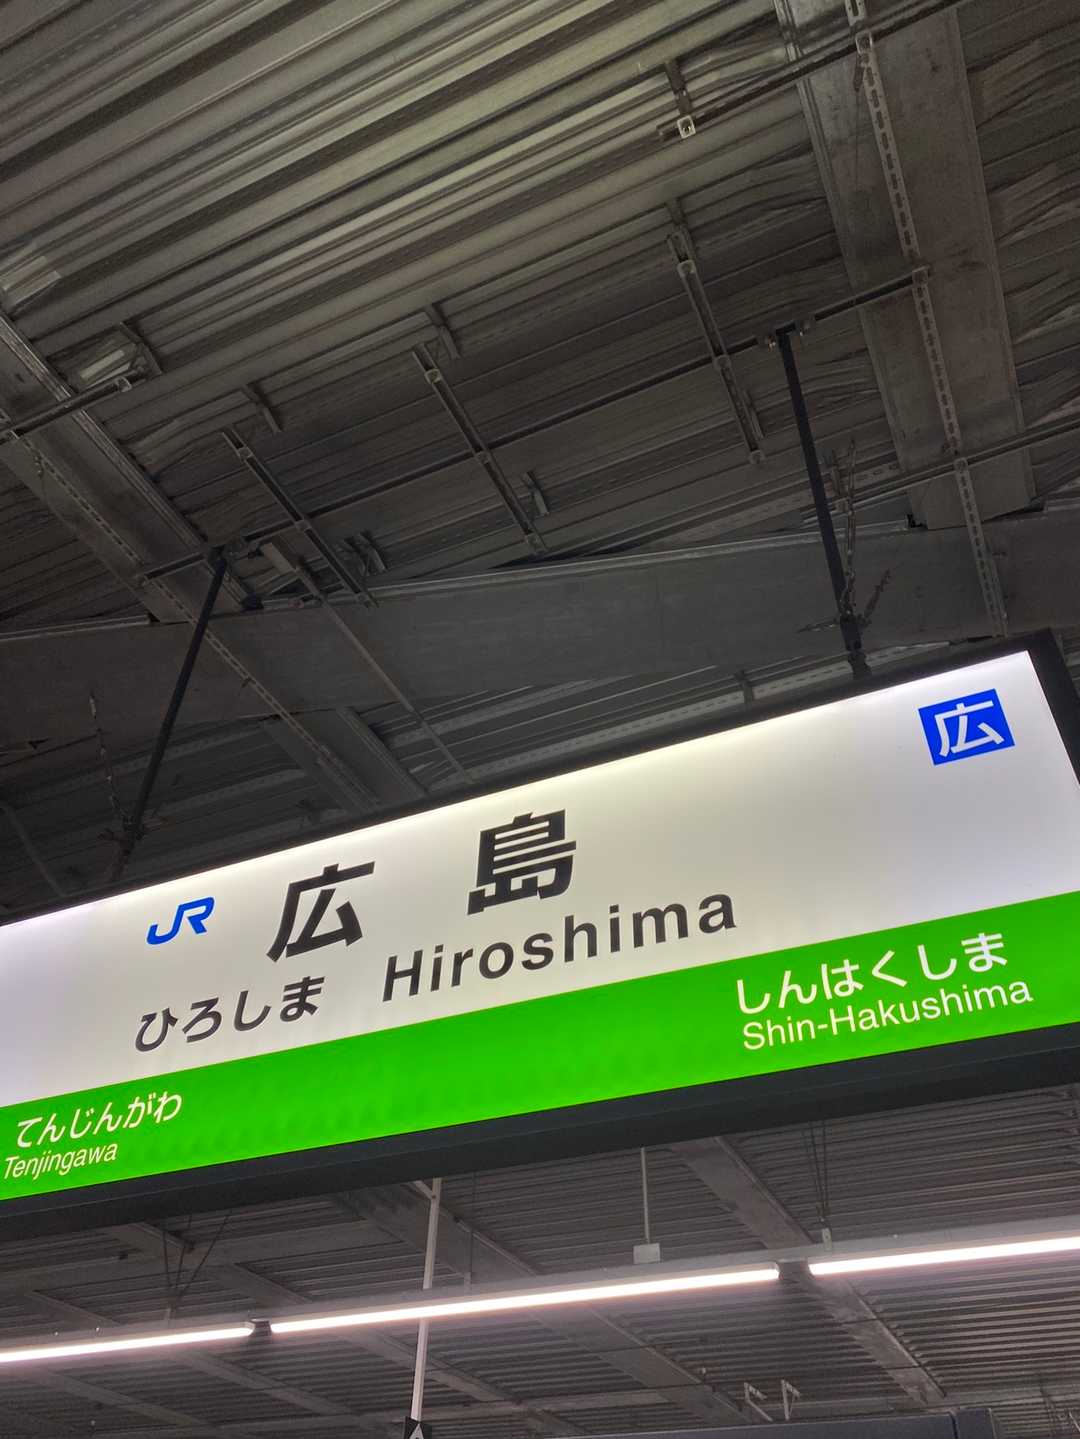 広
JR 広島
ひろしま Hiroshima
しんはくしま
Shin-Hakushima
てんじんがわ
Tenjingawa